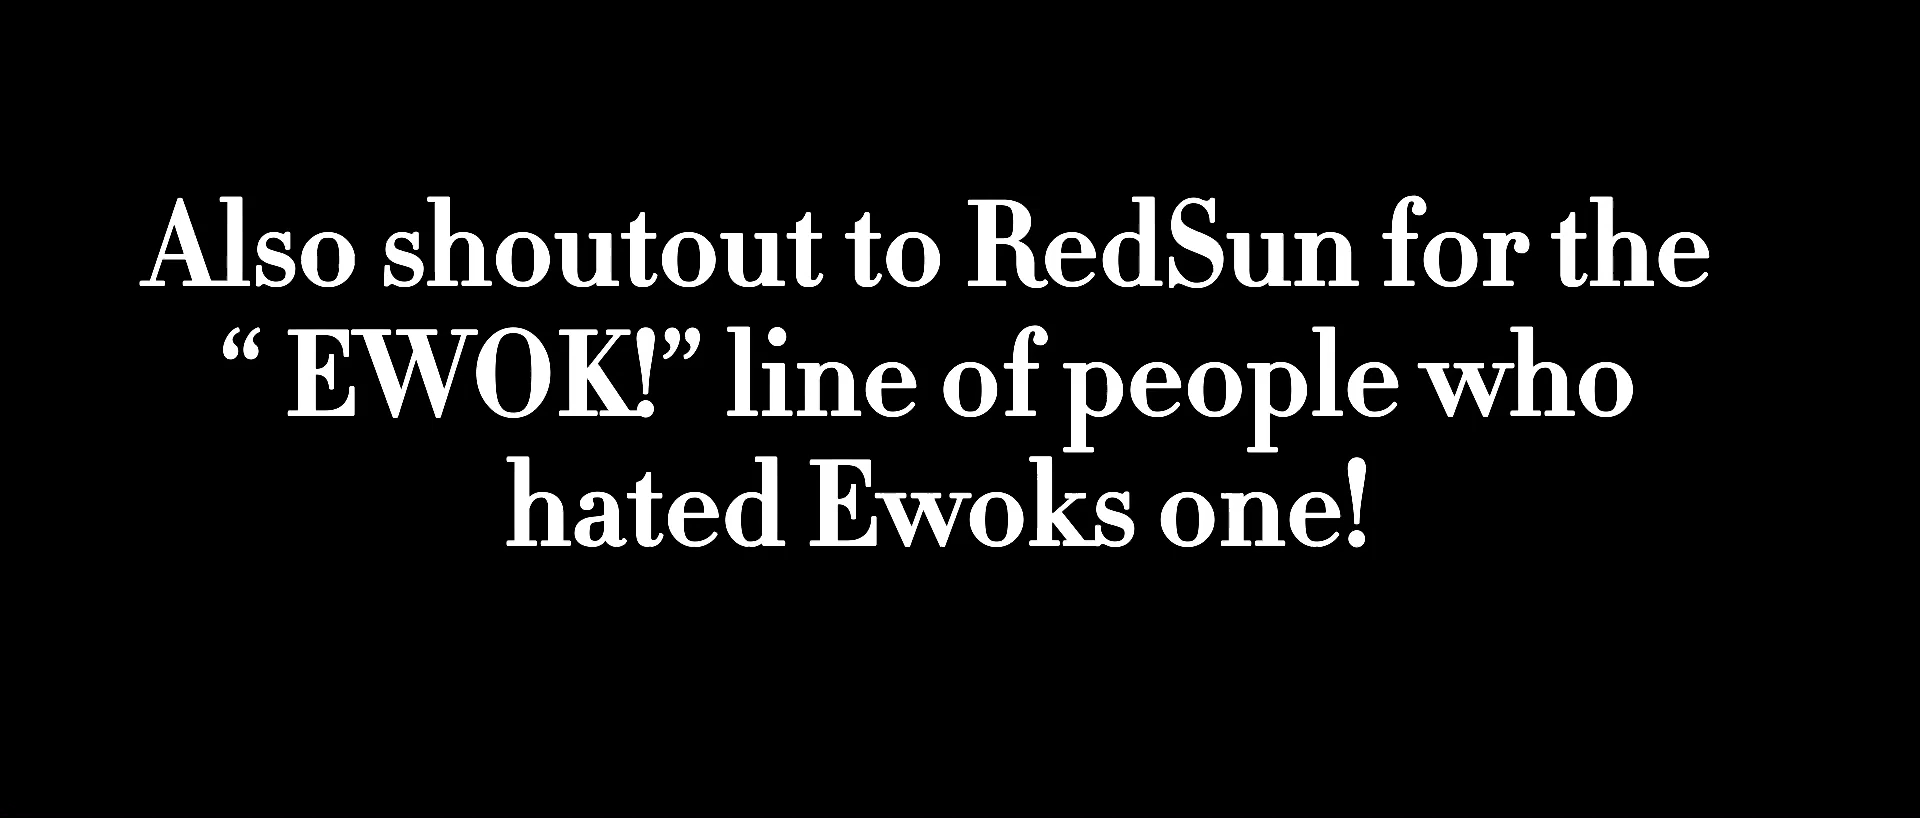 Also shoutout to RedSun for the
“ EWOK!” line of people who
hated Ewoks one!